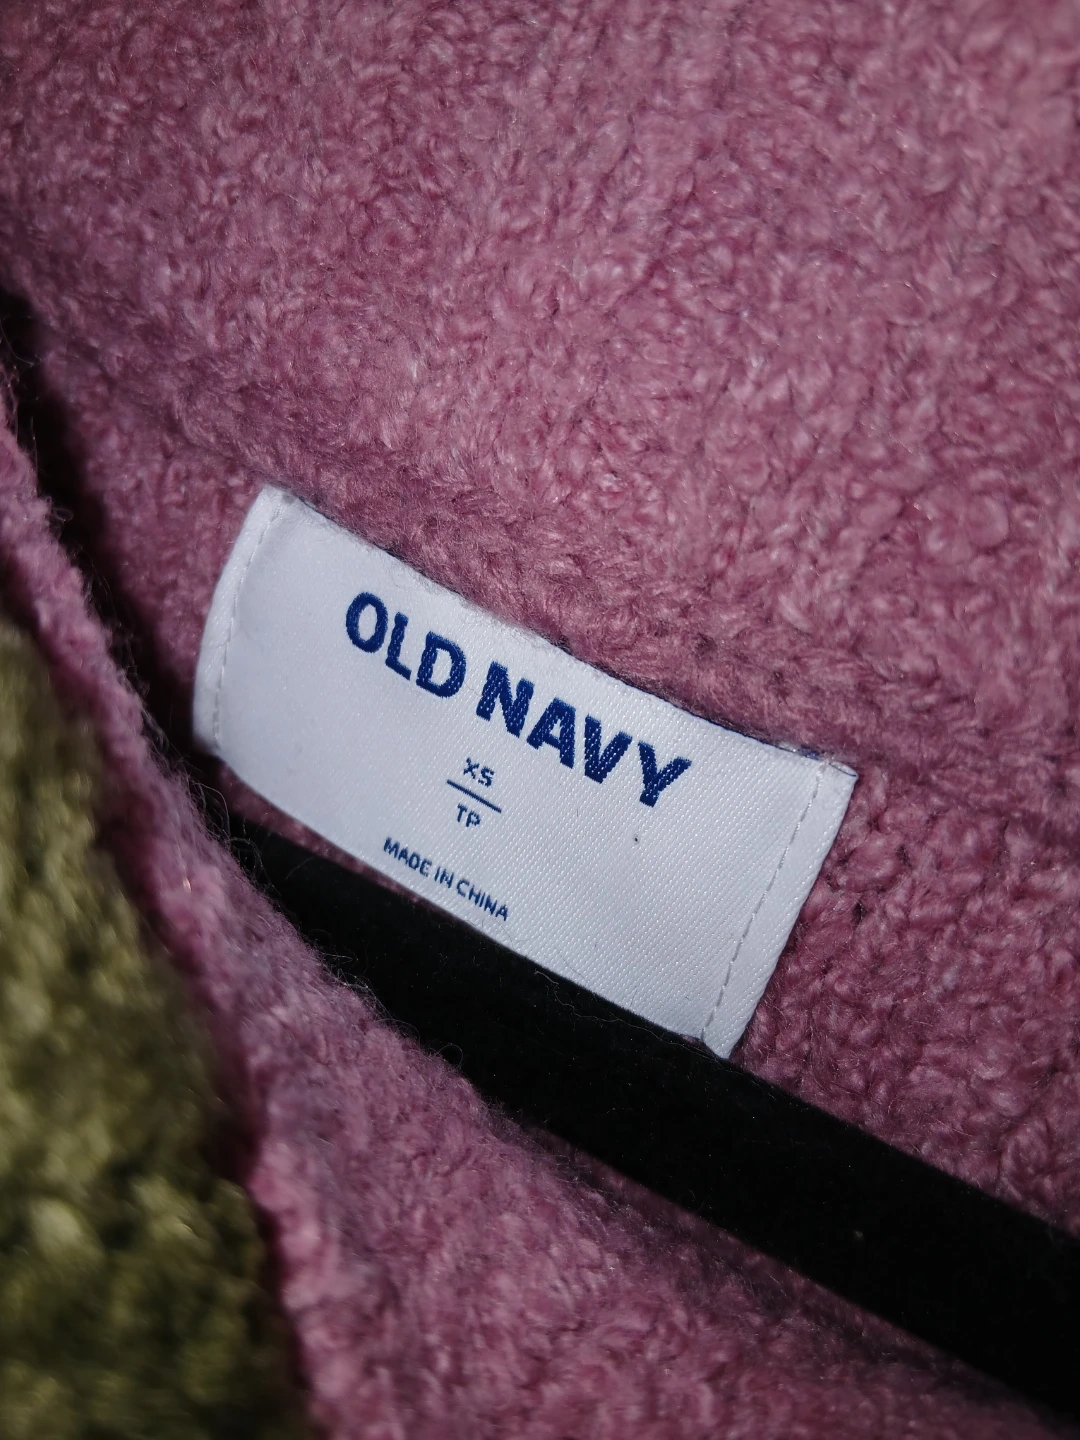 OLD NAVY
XS
TP
MADE IN CHINA